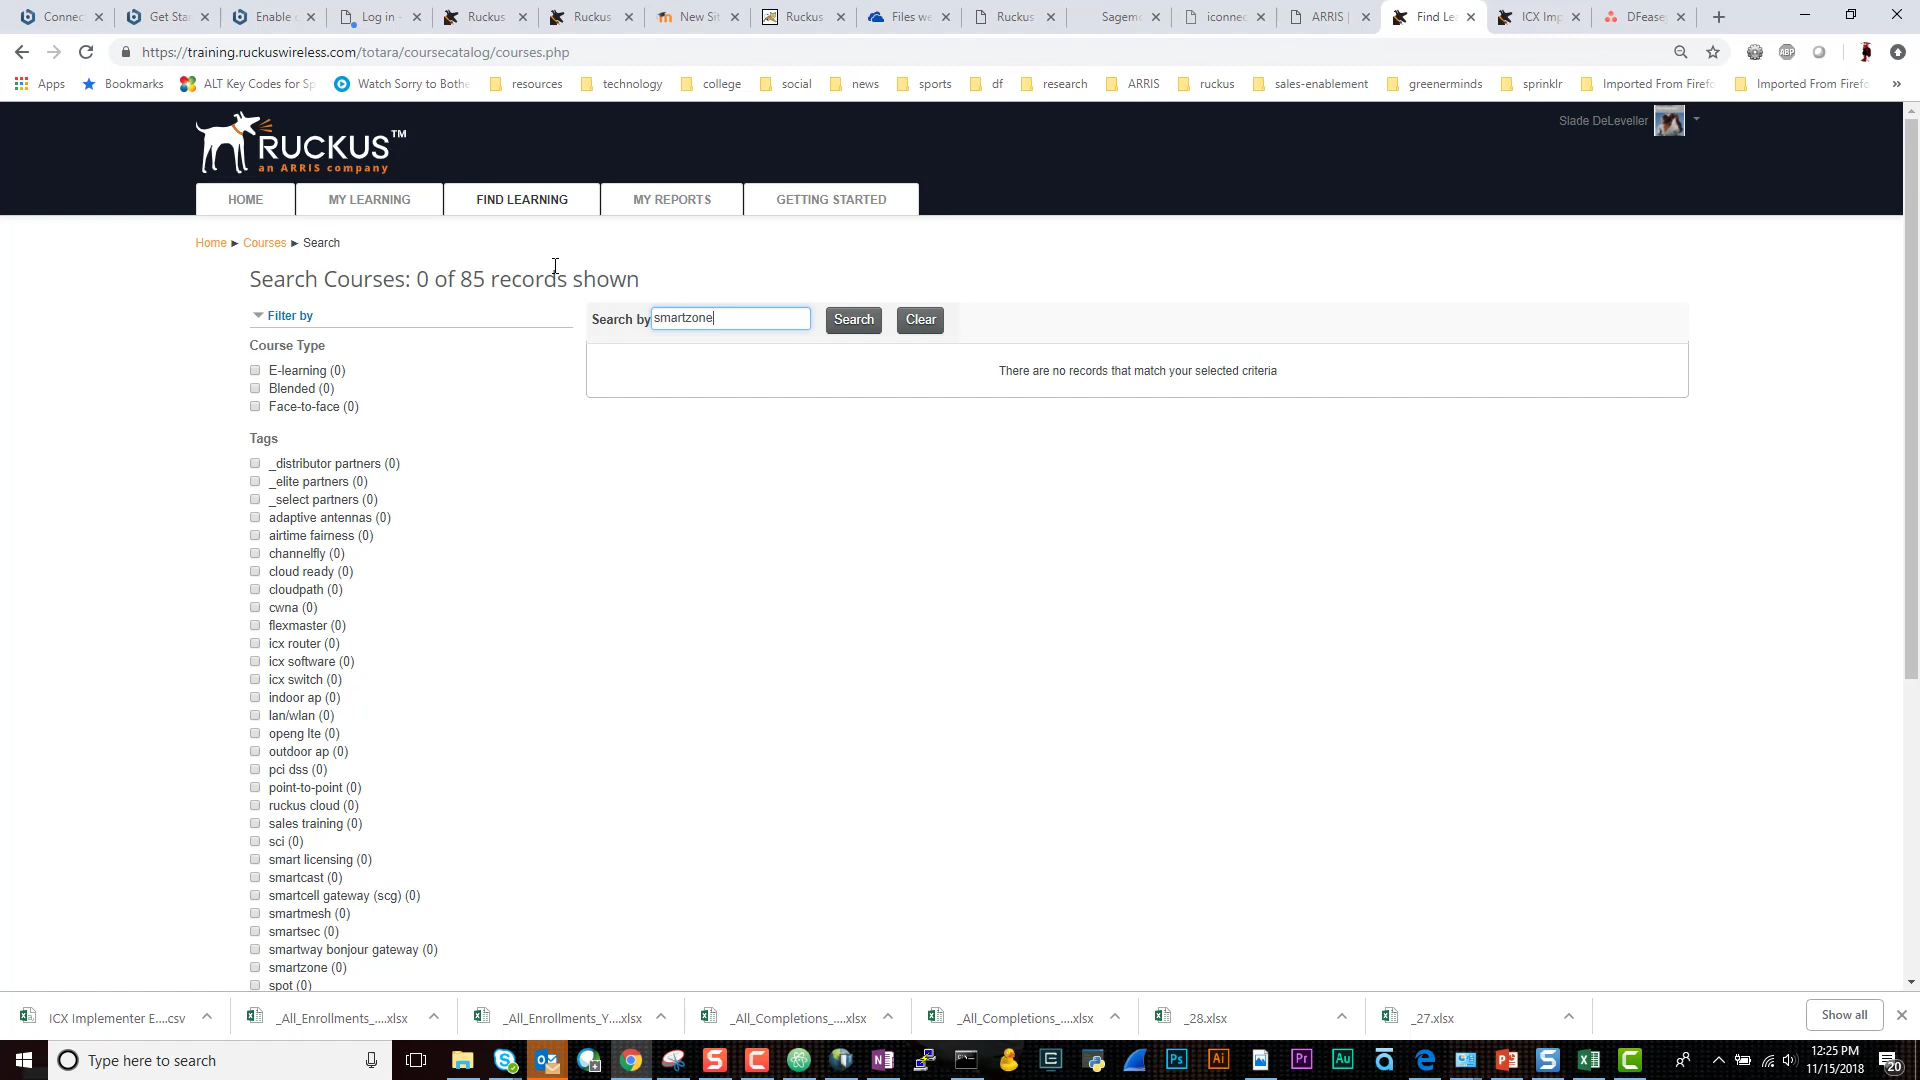 Connec
Get Star
Enable
Log in -
Ruckus
Ruckus
New Sit
Ruckus
Files we
Ruckus
Sagem
iconnec
ARRIS |
Find Lea
ICX Imp
DFease
https://training.ruckuswireless.com/totara/coursecatalog/courses.php
ABP
Apps
Bookmarks
ALT Key Codes for Sp
Watch Sorry to Bothe
resources
technology
college
social
news
sports
df
research
ARRIS
ruckus
sales-enablement
greenerminds
sprinklr
Imported From Firefo
Imported From Firefo
RUCKUS™
an ARRIS company
Slade DeLeveller
HOME
MY LEARNING
FIND LEARNING
MY REPORTS
GETTING STARTED
Home ► Courses ► Search
Search Courses: 0 of 85 records shown
Filter by
Search by
smartzone
Search
Clear
There are no records that match your selected criteria
Course Type
E-learning (0)
Blended (0)
Face-to-face (0)
Tags
_distributor partners (0)
_elite partners (0)
_select partners (0)
adaptive antennas (0)
airtime fairness (0)
channelfly (0)
cloud ready (0)
cloudpath (0)
cwna (0)
flexmaster (0)
icx router (0)
icx software (0)
icx switch (0)
indoor ap (0)
lan/wlan (0)
openg lte (0)
outdoor ap (0)
pci dss (0)
point-to-point (0)
ruckus cloud (0)
sales training (0)
sci (0)
smart licensing (0)
smartcast (0)
smartcell gateway (scg) (0)
smartmesh (0)
smartsec (0)
smartway bonjour gateway (0)
smartzone (0)
spot (0)
ICX Implementer E....csv
_All_Enrollments_....xlsx
_All_Enrollments_Y....xlsx
_All_Completions_....xlsx
_All_Completions_....xlsx
_28.xlsx
_27.xlsx
Show all
Type here to search
12:25 PM
11/15/2018
20